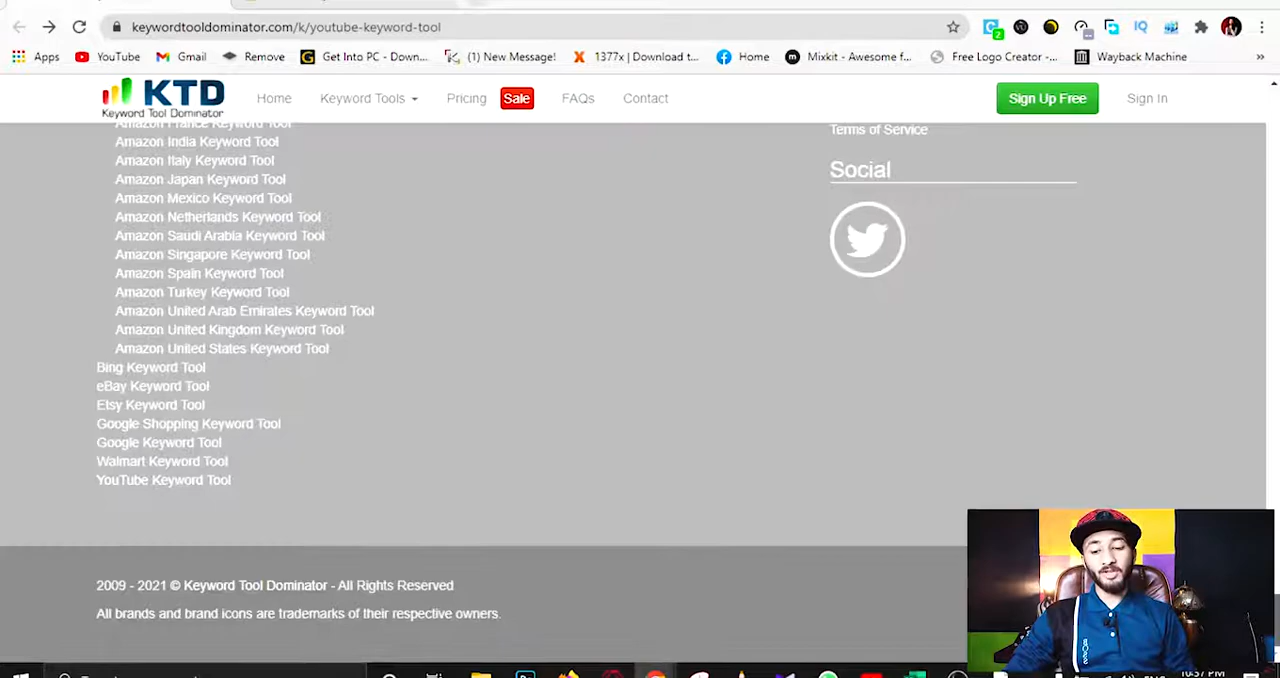 keywordtooldominator.com/k/youtube-keyword-tool
Apps
YouTube
Gmail
Remove
Get Into PC - Down...
(1) New Message!
1377x | Download t...
Home
Mixkit - Awesome f...
Free Logo Creator -...
Wayback Machine
»
KTD
Keyword Tool Dominator
Home
Keyword Tools
Pricing
Sale
FAQs
Contact
Sign Up Free
Sign In
Amazon France Keyword Tool
Amazon India Keyword Tool
Amazon Italy Keyword Tool
Amazon Japan Keyword Tool
Amazon Mexico Keyword Tool
Amazon Netherlands Keyword Tool
Amazon Saudi Arabia Keyword Tool
Amazon Singapore Keyword Tool
Amazon Spain Keyword Tool
Amazon Turkey Keyword Tool
Amazon United Arab Emirates Keyword Tool
Amazon United Kingdom Keyword Tool
Amazon United States Keyword Tool
Bing Keyword Tool
eBay Keyword Tool
Etsy Keyword Tool
Google Shopping Keyword Tool
Google Keyword Tool
Walmart Keyword Tool
YouTube Keyword Tool
Terms of Service
Social
2009 - 2021 © Keyword Tool Dominator - All Rights Reserved
All brands and brand icons are trademarks of their respective owners.
10:37 PM